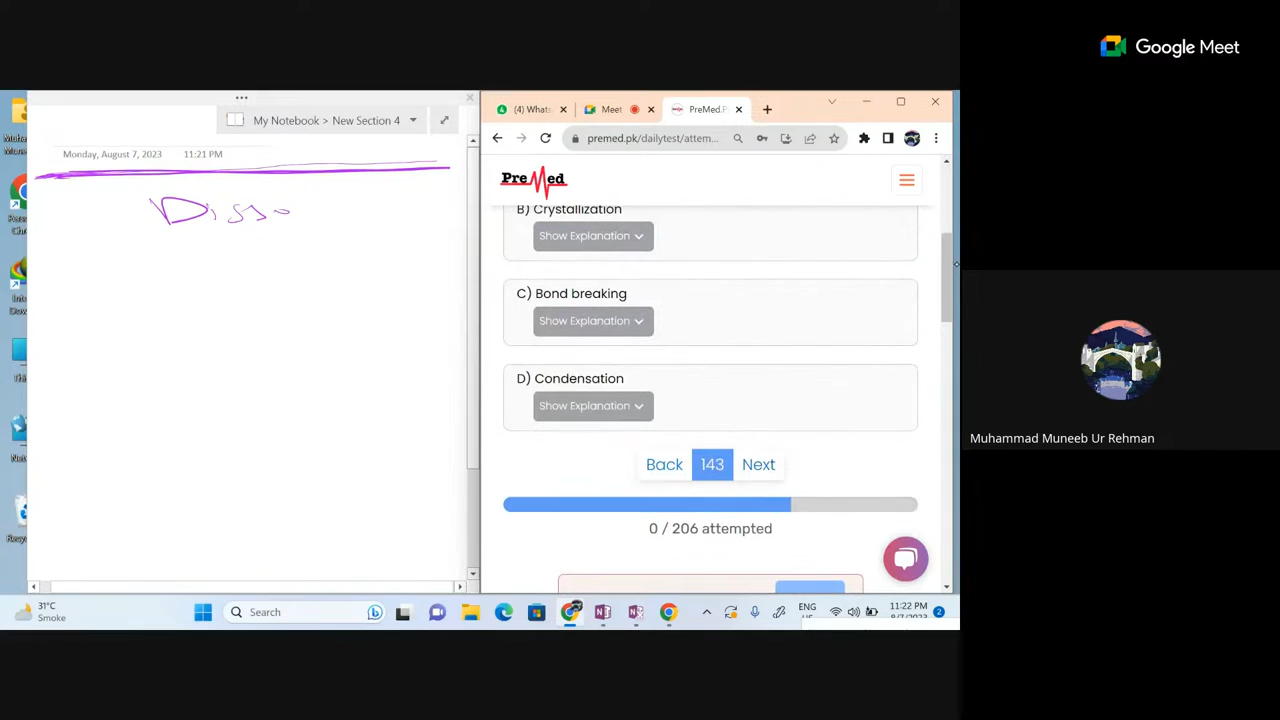 Google Meet
My Notebook > New Section 4
Monday, August 7, 2023 11:21 PM
Disso
(4) Whats
Meet
PreMed.P
premed.pk/dailytest/attem...
PreMed
B) Crystallization
Show Explanation
C) Bond breaking
Show Explanation
D) Condensation
Show Explanation
Back 143 Next
0 / 206 attempted
Muhammad Muneeb Ur Rehman
31°C
Smoke
Search
ENG
11:22 PM
2